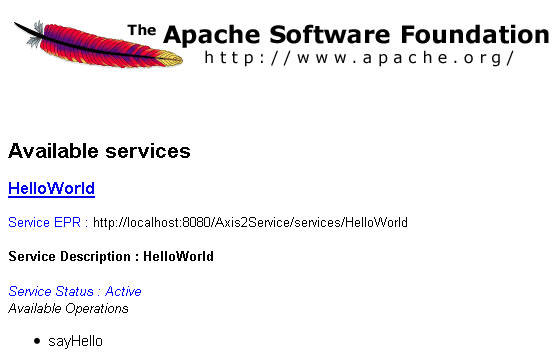 The Apache Software Foundation
http://www.apache.org/
Available services
HelloWorld
Service EPR : http://localhost:8080/Axis2Service/services/HelloWorld
Service Description : HelloWorld
Service Status : Active
Available Operations
• sayHello